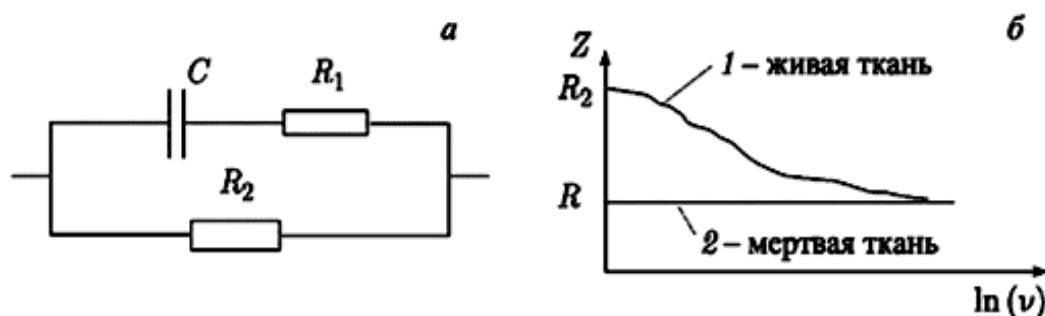 а
C
R₁
R₂
б
Z
1 – живая ткань
R₂
R
2 – мертвая ткань
ln (ν)